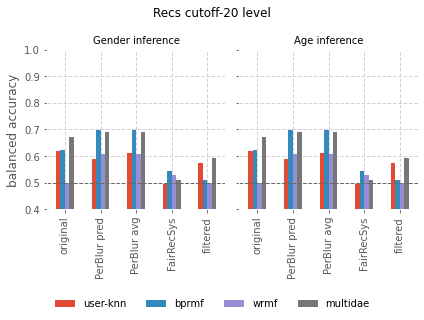 Recs cutoff-20 level
Gender inference
Age inference
balanced accuracy
1.0
0.9
0.8
0.7
0.6
0.5
0.4
original
PerBlur pred
PerBlur avg
FairRecSys
filtered
original
PerBlur pred
PerBlur avg
FairRecSys
filtered
user-knn
bprmf
wrmf
multidae